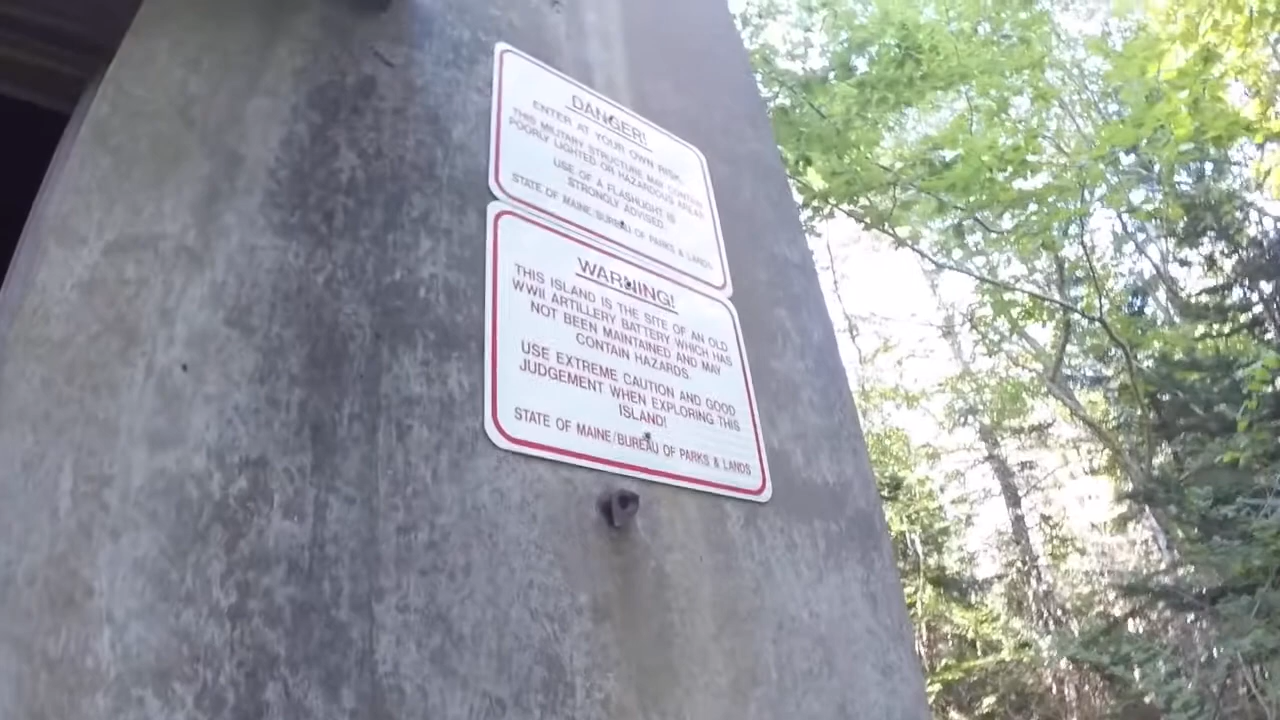 DANGER!
ENTER AT YOUR OWN RISK.
THIS MILITARY STRUCTURE MAY CONTAIN
POORLY LIGHTED OR HAZARDOUS AREAS
USE OF A FLASHLIGHT IS
STRONGLY ADVISED.
STATE OF MAINE BUREAU OF PARKS & LANDS
WARNING!
THIS ISLAND IS THE SITE OF AN OLD
WWII ARTILLERY BATTERY WHICH HAS
NOT BEEN MAINTAINED AND MAY
CONTAIN HAZARDS.
USE EXTREME CAUTION AND GOOD
JUDGEMENT WHEN EXPLORING THIS
ISLAND!
STATE OF MAINE/BUREAU OF PARKS & LANDS